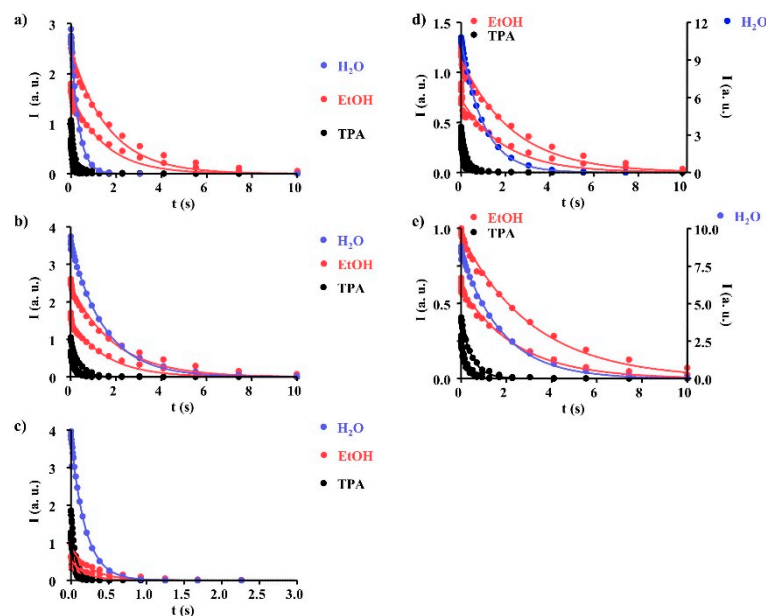 a)
3
2
1
0
I (a. u.)
0 2 4 6 8 10
t (s)
H₂O
EtOH
TPA
b)
4
3
2
1
0
I (a. u.)
0 2 4 6 8 10
t (s)
H₂O
EtOH
TPA
c)
4
3
2
1
0
I (a. u.)
0.0 0.5 1.0 1.5 2.0 2.5 3.0
t (s)
H₂O
EtOH
TPA
d)
EtOH
TPA
H₂O
1.5
1.0
0.5
0.0
I (a. u.)
12
9
6
3
0
I (a. u.)
0 2 4 6 8 10
t (s)
e)
EtOH
TPA
H₂O
1.0
0.5
0.0
I (a. u.)
10.0
7.5
5.0
2.5
0.0
I (a. u.)
0 2 4 6 8 10
t (s)